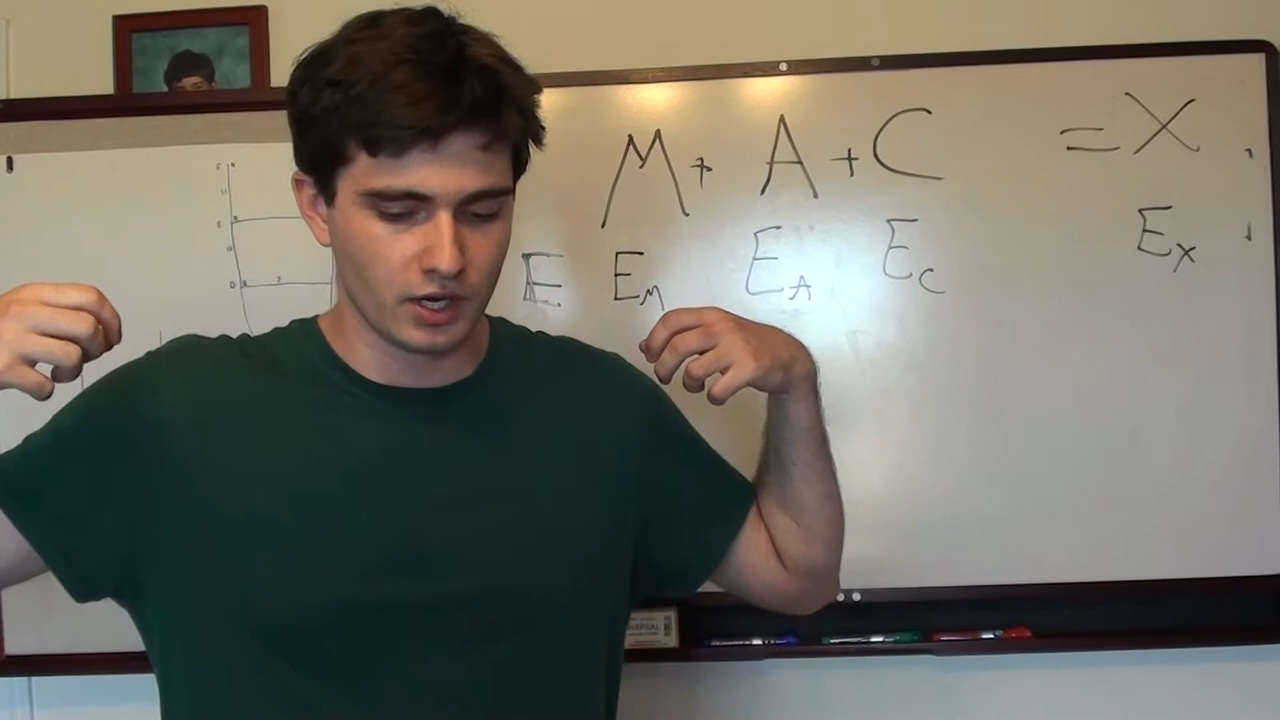 M + A + C = X
E E_M E_A E_C E_X